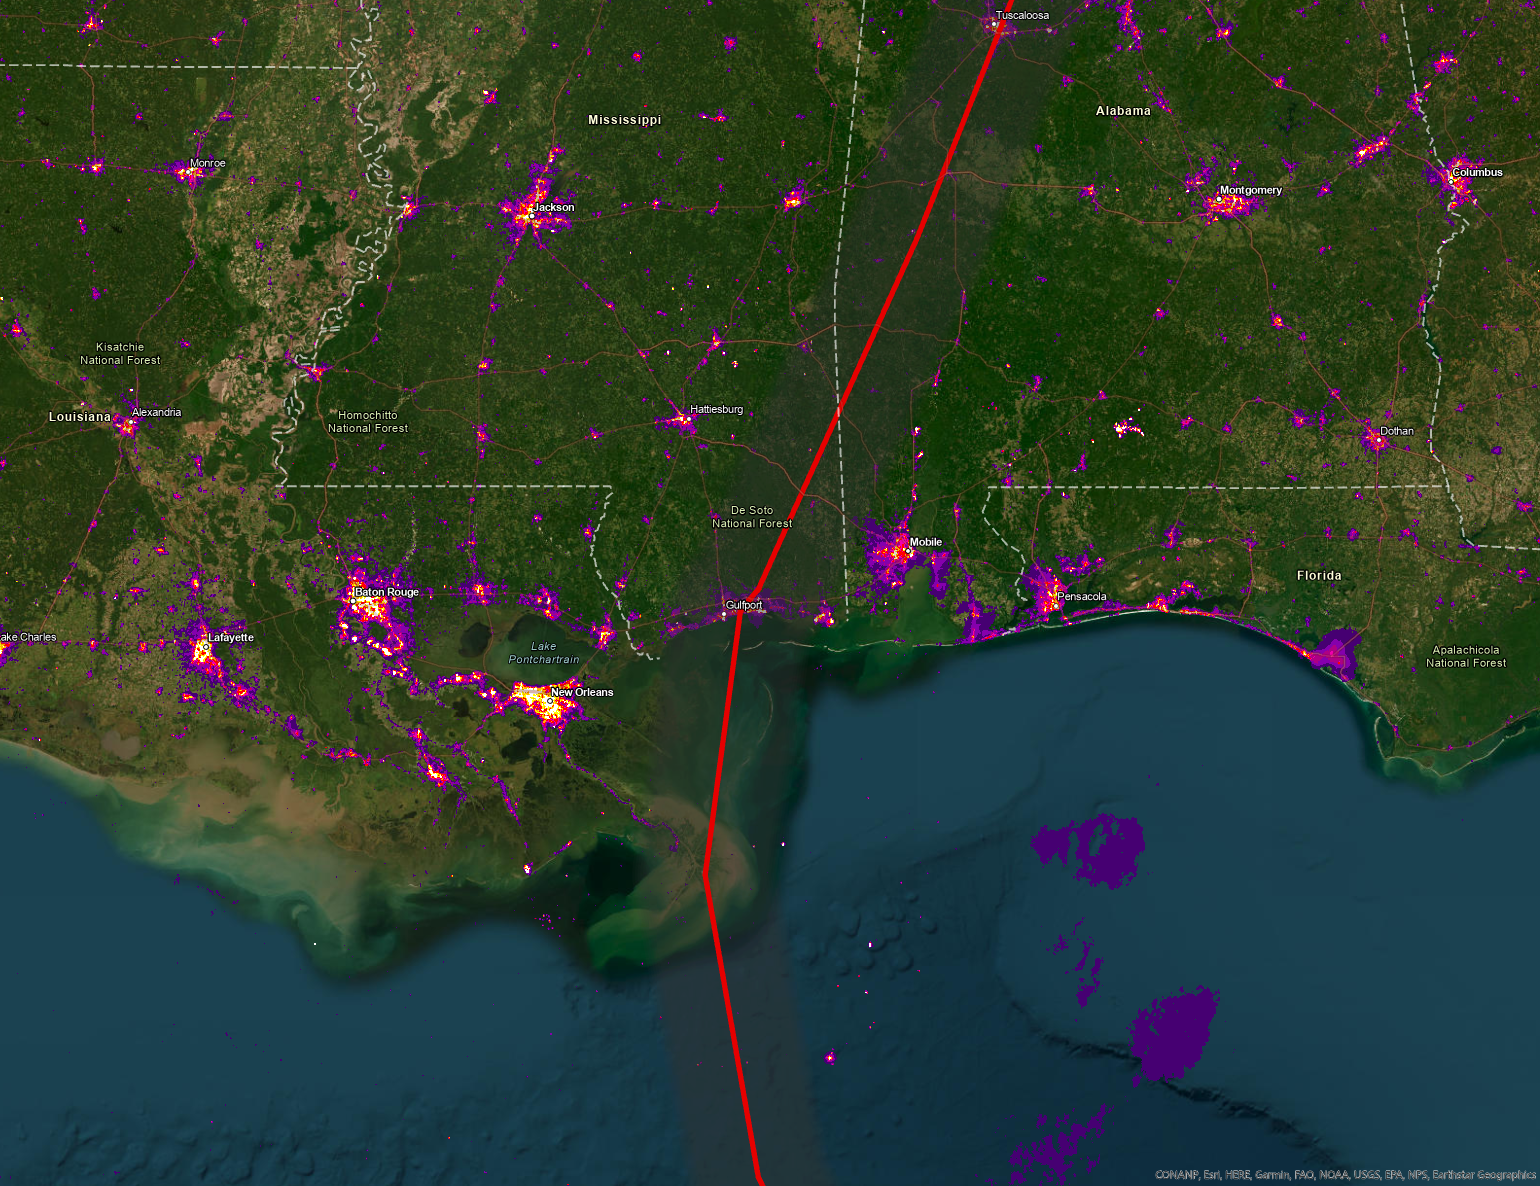 Tuscaloosa
Mississippi
Alabama
Monroe
Columbus
Montgomery
Jackson
Kisatchie
National Forest
Louisiana
Alexandria
Homochitto
National Forest
Hattiesburg
Dothan
De Soto
National Forest
Mobile
Florida
Baton Rouge
Pensacola
Gulfport
ake Charles
Lafayette
Lake
Pontchartrain
Apalachicola
National Forest
New Orleans
CONANP, Esri, HERE, Garmin, FAO, NOAA, USGS, EPA, NPS, Earthstar Geographics